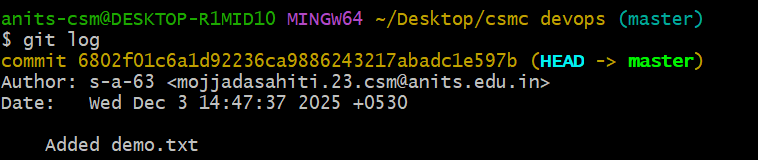 anits-csm@DESKTOP-R1MID10 MINGW64 ~/Desktop/csmc devops (master)
$ git log
commit 6802f01c6a1d92236ca9886243217abadc1e597b (HEAD -> master)
Author: s-a-63 <mojjadasahiti.23.csm@anits.edu.in>
Date:   Wed Dec 3 14:47:37 2025 +0530

    Added demo.txt